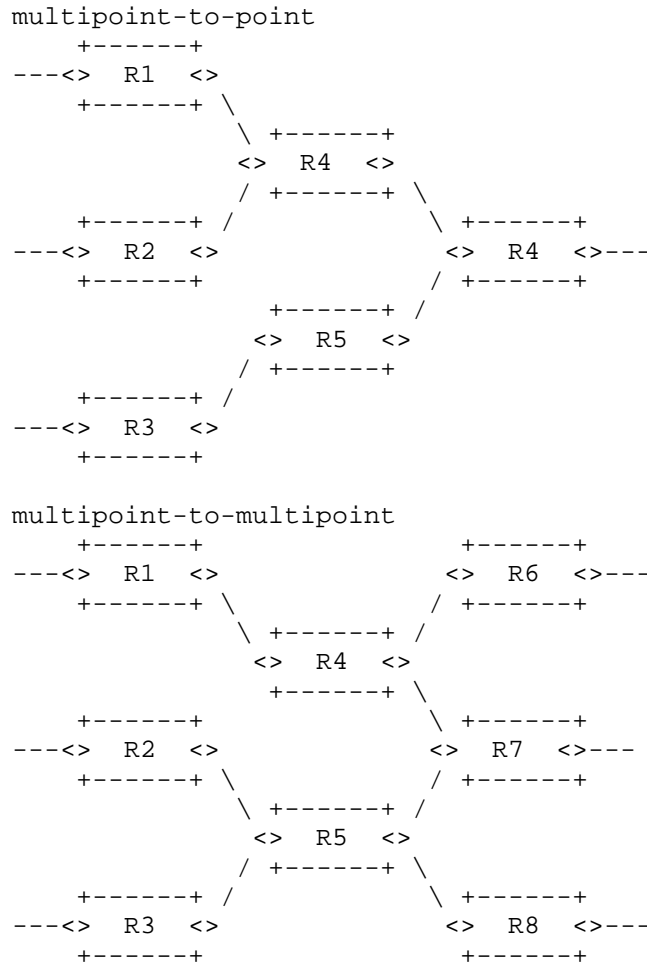 multipoint-to-point
    +------+
---<>  R1  <>
    +------+ \
              \ +------+
              <>  R4  <>
              / +------+ \
    +------+ /            \ +------+
---<>  R2  <>             <>  R4  <>---
    +------+              / +------+
               +------+ /
              <>  R5  <>
             / +------+
    +------+ /
---<>  R3  <>
    +------+
multipoint-to-multipoint
    +------+                +------+
---<>  R1  <>              <>  R6  <>---
    +------+ \            / +------+
              \ +------+ /
              <>  R4  <>
                +------+ \
    +------+              \ +------+
---<>  R2  <>             <>  R7  <>---
    +------+ \            / +------+
              \ +------+ /
              <>  R5  <>
              / +------+ \
    +------+ /            \ +------+
---<>  R3  <>              <>  R8  <>---
    +------+                +------+